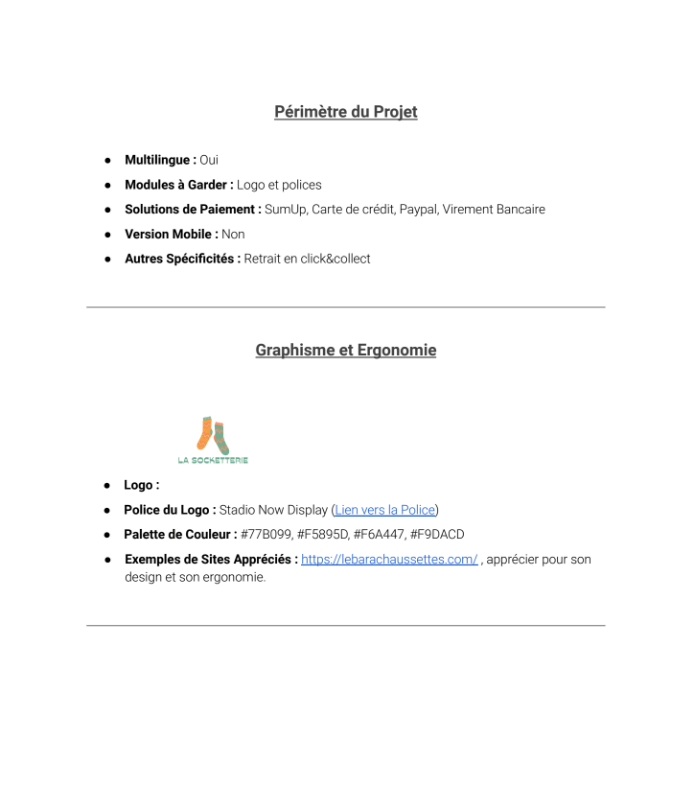 Périmètre du Projet
● Multilingue : Oui
● Modules à Garder : Logo et polices
● Solutions de Paiement : SumUp, Carte de crédit, Paypal, Virement Bancaire
● Version Mobile : Non
● Autres Spécificités : Retrait en click&collect
Graphisme et Ergonomie
LA SOCKETTERIE
● Logo :
● Police du Logo : Stadio Now Display (Lien vers la Police)
● Palette de Couleur : #77B099, #F5895D, #F6A447, #F9DACD
● Exemples de Sites Appréciés : https://lebarachaussettes.com/ , apprécier pour son
design et son ergonomie.